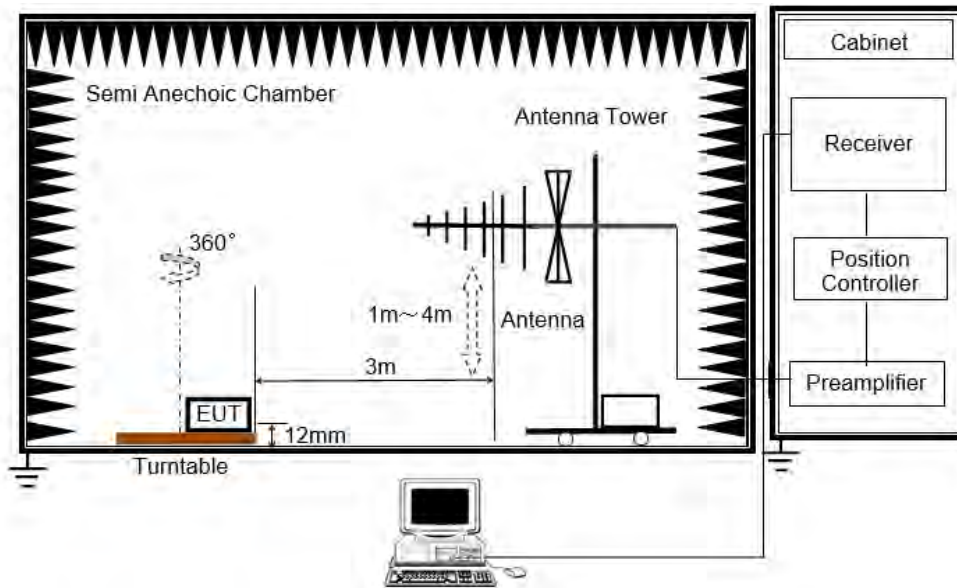 Cabinet
Semi Anechoic Chamber
Antenna Tower
Receiver
360°
Position
Controller
1m～4m
Antenna
3m
Preamplifier
EUT
12mm
Turntable